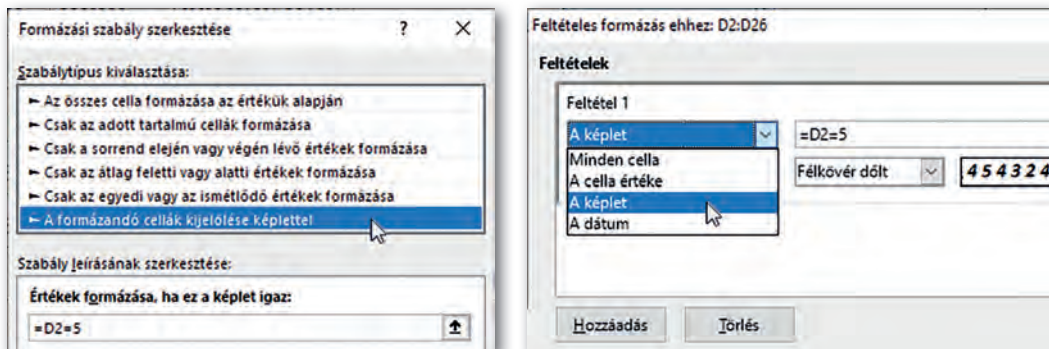 Formázási szabály szerkesztése ? X
Szabálytípus kiválasztása:
► Az összes cella formázása az értékük alapján
► Csak az adott tartalmú cellák formázása
► Csak a sorrend elején vagy végén lévő értékek formázása
► Csak az átlag feletti vagy alatti értékek formázása
► Csak az egyedi vagy az ismétlődő értékek formázása
► A formázandó cellák kijelölése képlettel
Szabály leírásának szerkesztése:
Értékek formázása, ha ez a képlet igaz:
=D2=5
Feltételes formázás ehhez: D2:D26
Feltételek
Feltétel 1
A képlet =D2=5
Minden cella
A cella értéke
A képlet
A dátum
Félkövér dőlt 454324
Hozzáadás Törlés